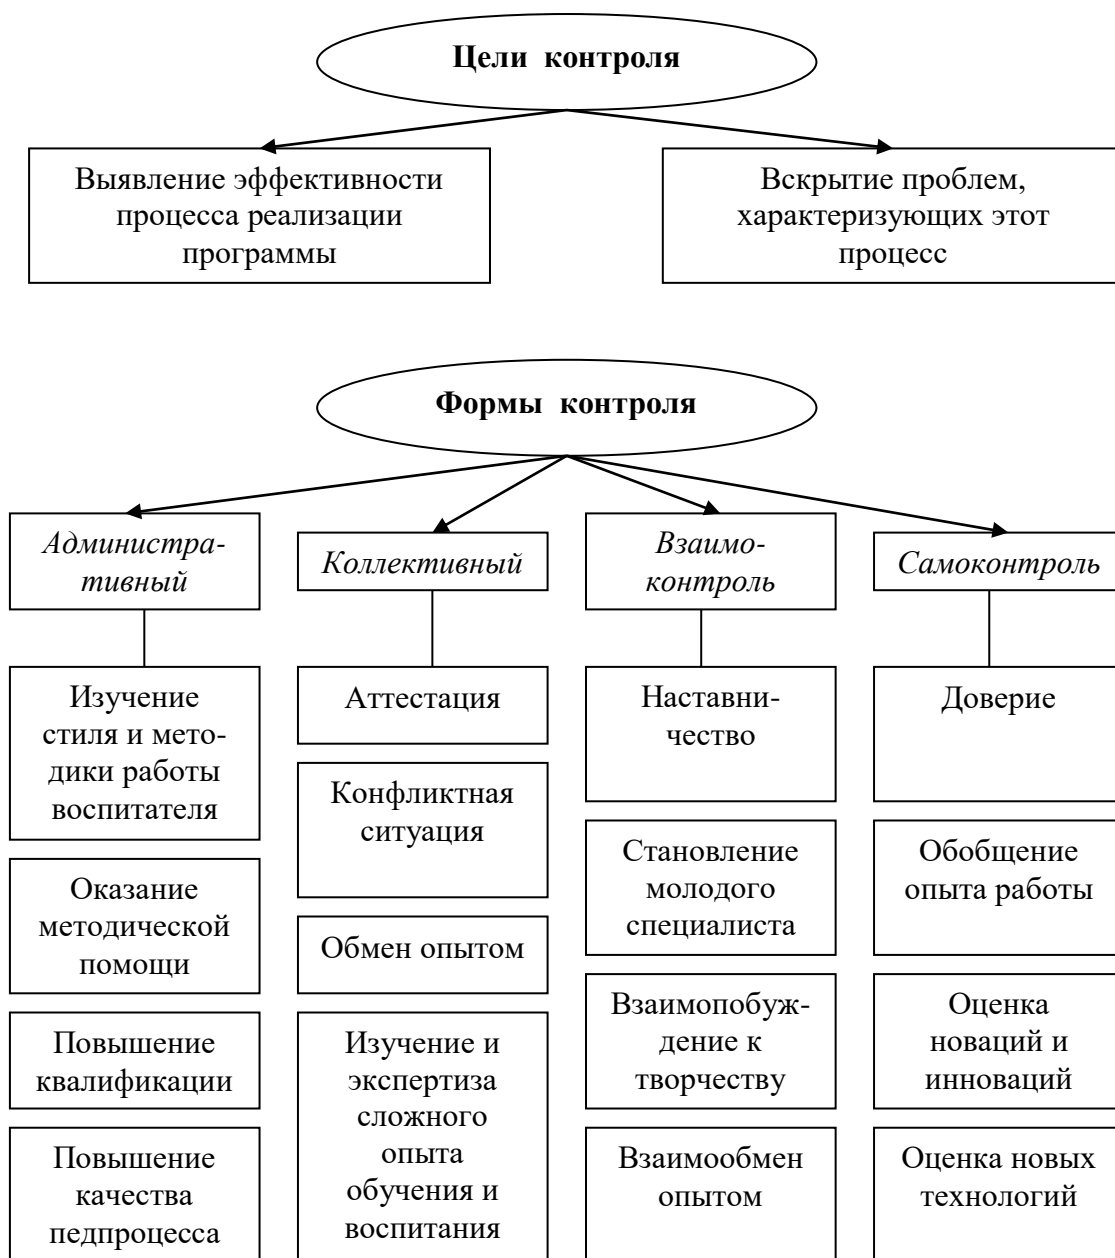 Цели контроля
Выявление эффективности
процесса реализации
программы
Вскрытие проблем,
характеризующих этот
процесс
Формы контроля
Администра-
тивный
Коллективный
Взаимо-
контроль
Самоконтроль
Изучение
стиля и мето-
дики работы
воспитателя
Оказание
методической
помощи
Повышение
квалификации
Повышение
качества
педпроцесса
Аттестация
Конфликтная
ситуация
Обмен опытом
Изучение и
экспертиза
сложного
опыта
обучения и
воспитания
Наставни-
чество
Становление
молодого
специалиста
Взаимопобуж-
дение к
творчеству
Взаимообмен
опытом
Доверие
Обобщение
опыта работы
Оценка
новаций и
инноваций
Оценка новых
технологий